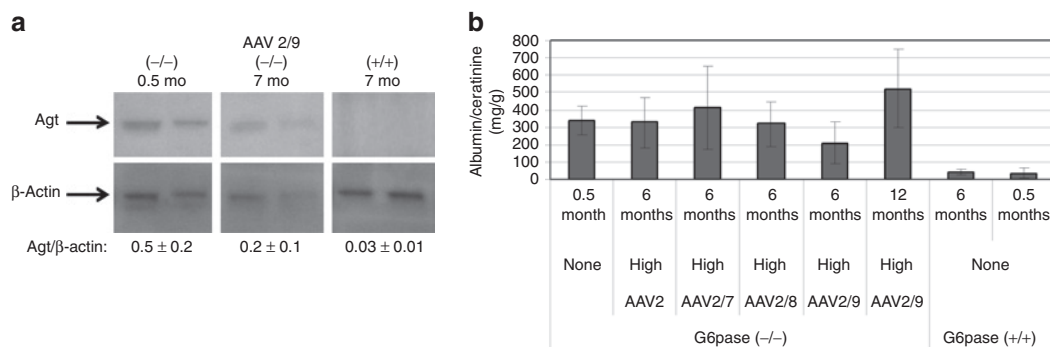 a
AAV 2/9
(–/–) (–/–) (+/+)
0.5 mo 7 mo 7 mo
Agt
β-Actin
Agt/β-actin: 0.5 ± 0.2 0.2 ± 0.1 0.03 ± 0.01
b
Albumin/ceratinine
(mg/g)
800
700
600
500
400
300
200
100
0
0.5 6 6 6 6 12 6 0.5
month months months months months months months months
None High High High High High None
AAV2 AAV2/7 AAV2/8 AAV2/9 AAV2/9
G6pase (–/–) G6pase (+/+)